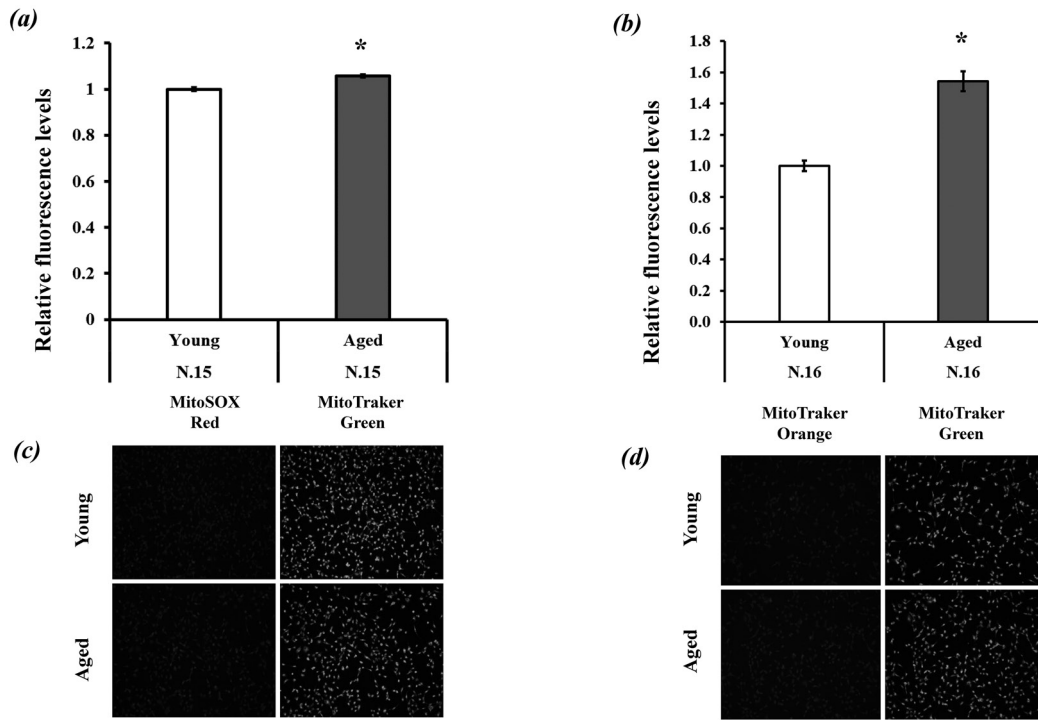 (a)
*
Relative fluorescence levels
1.2
1
0.8
0.6
0.4
0.2
0
Young
Aged
N.15
N.15
(b)
*
Relative fluorescence levels
1.8
1.6
1.4
1.2
1.0
0.8
0.6
0.4
0.2
0.0
Young
Aged
N.16
N.16
(c)
MitoSOX
Red
MitoTraker
Green
Young
Aged
(d)
MitoTraker
Orange
MitoTraker
Green
Young
Aged